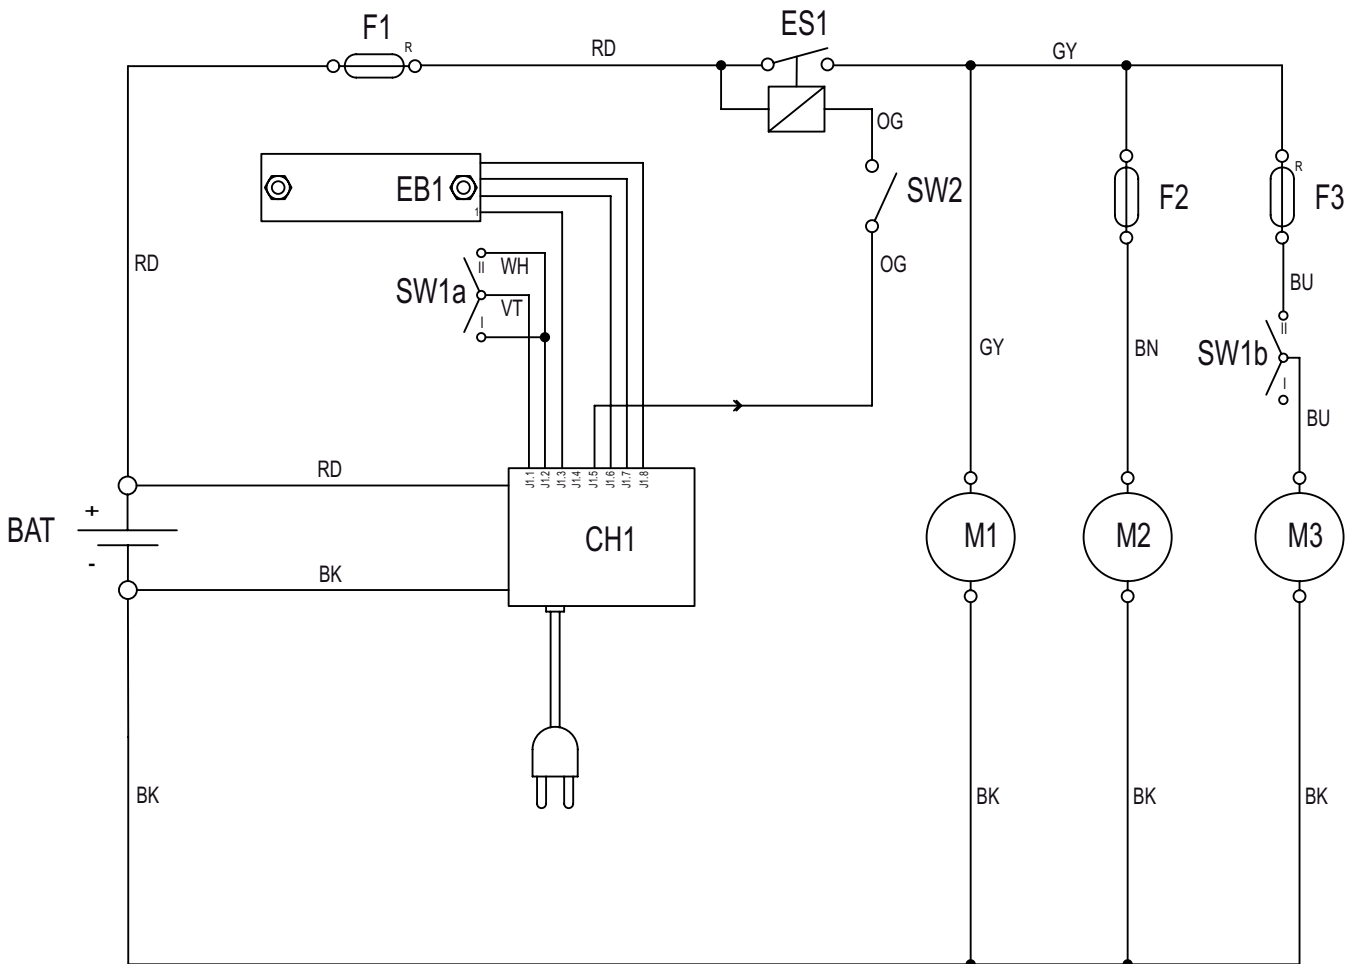 ES1
F1
R
RD
GY
OG
EB1
1
SW2
F2
R
F3
WH
II
RD
OG
BU
SW1a
VT
I
II
GY
BN
SW1b
I
BU
RD
J1.1
J1.2
J1.3
J1.4
J1.5
J1.6
J1.7
J1.8
+
BAT
-
CH1
M1
M2
M3
BK
BK
BK
BK
BK